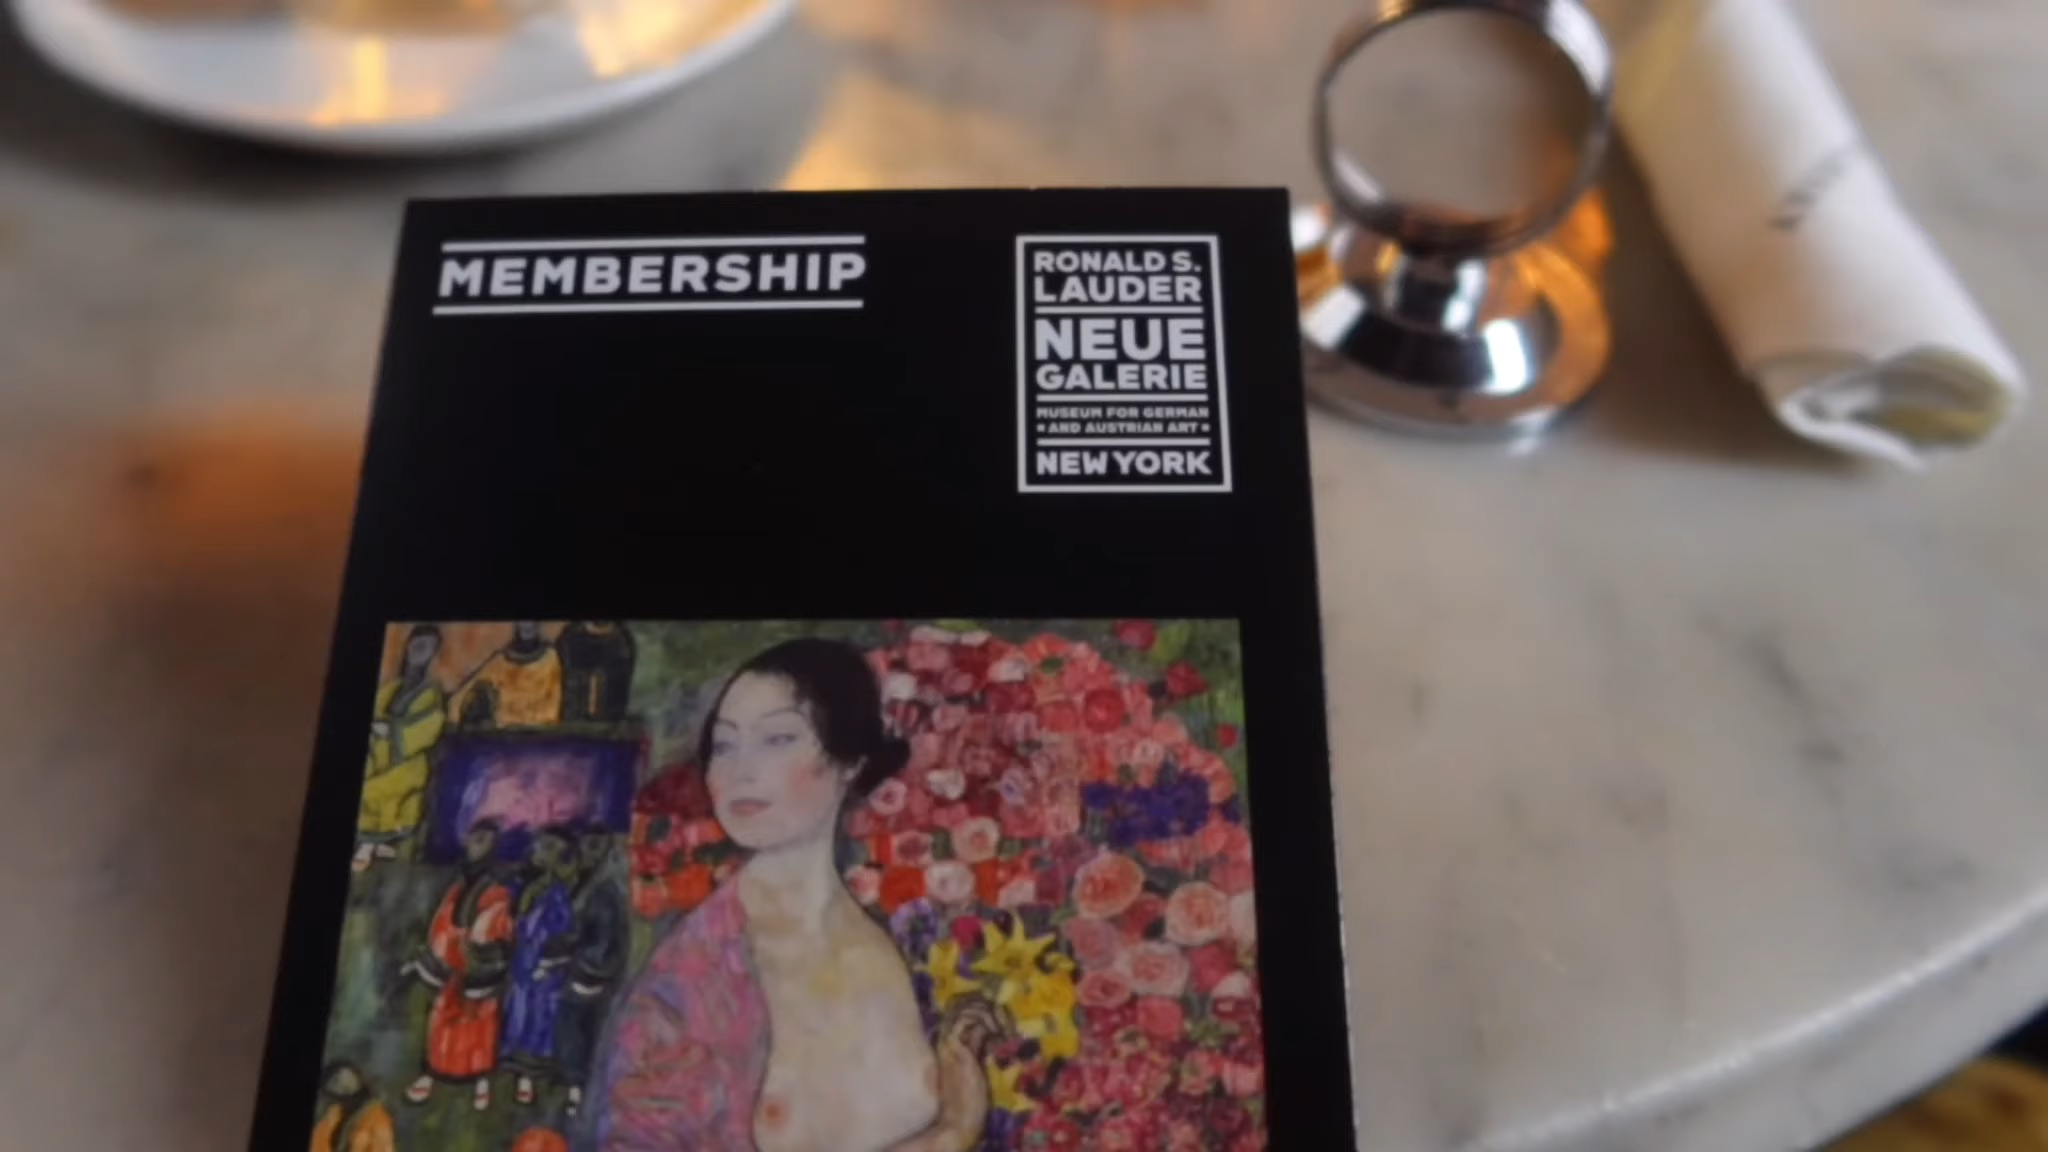 MEMBERSHIP
RONALD S.
LAUDER
NEUE
GALERIE
MUSEUM FOR GERMAN
• AND AUSTRIAN ART •
NEW YORK